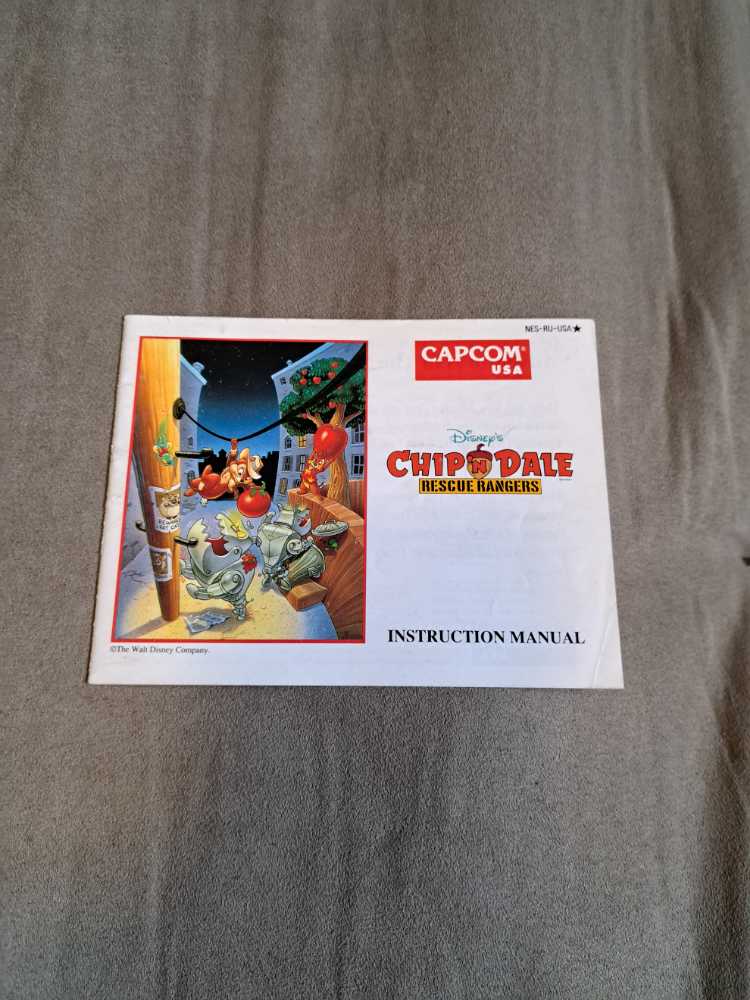 NES-RU-USA★
CAPCOM®
USA
Disney's
CHIP 'N DALE
RESCUE RANGERS
INSTRUCTION MANUAL
©The Walt Disney Company.